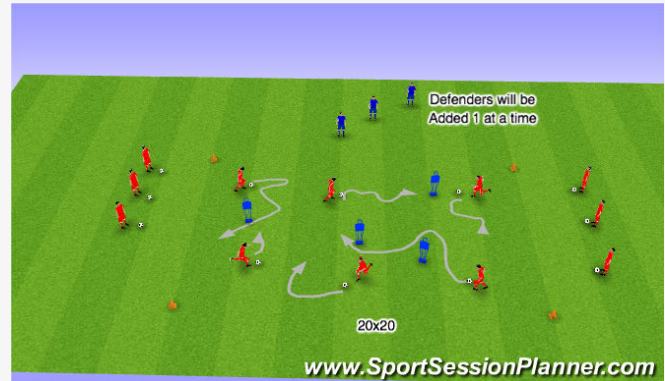 Defenders will be
Added 1 at a time
20x20
www.SportSessionPlanner.com